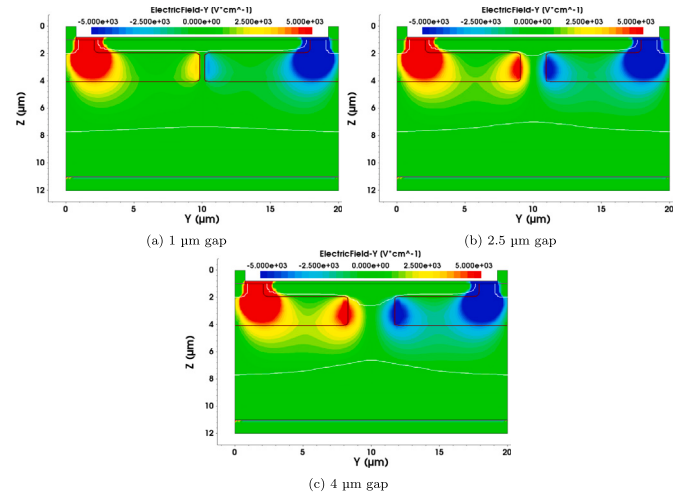 ElectricField-Y (V*cm^-1)
-5.000e+03 -2.500e+03 0.000e+00 2.500e+03 5.000e+03
0
2
4
6
8
10
12
Z (µm)
0 5 10 15 20
Y (µm)
(a) 1 µm gap
ElectricField-Y (V*cm^-1)
-5.000e+03 -2.500e+03 0.000e+00 2.500e+03 5.000e+03
0
2
4
6
8
10
12
Z (µm)
0 5 10 15 20
Y (µm)
(b) 2.5 µm gap
ElectricField-Y (V*cm^-1)
-5.000e+03 -2.500e+03 0.000e+00 2.500e+03 5.000e+03
0
2
4
6
8
10
12
Z (µm)
0 5 10 15 20
Y (µm)
(c) 4 µm gap